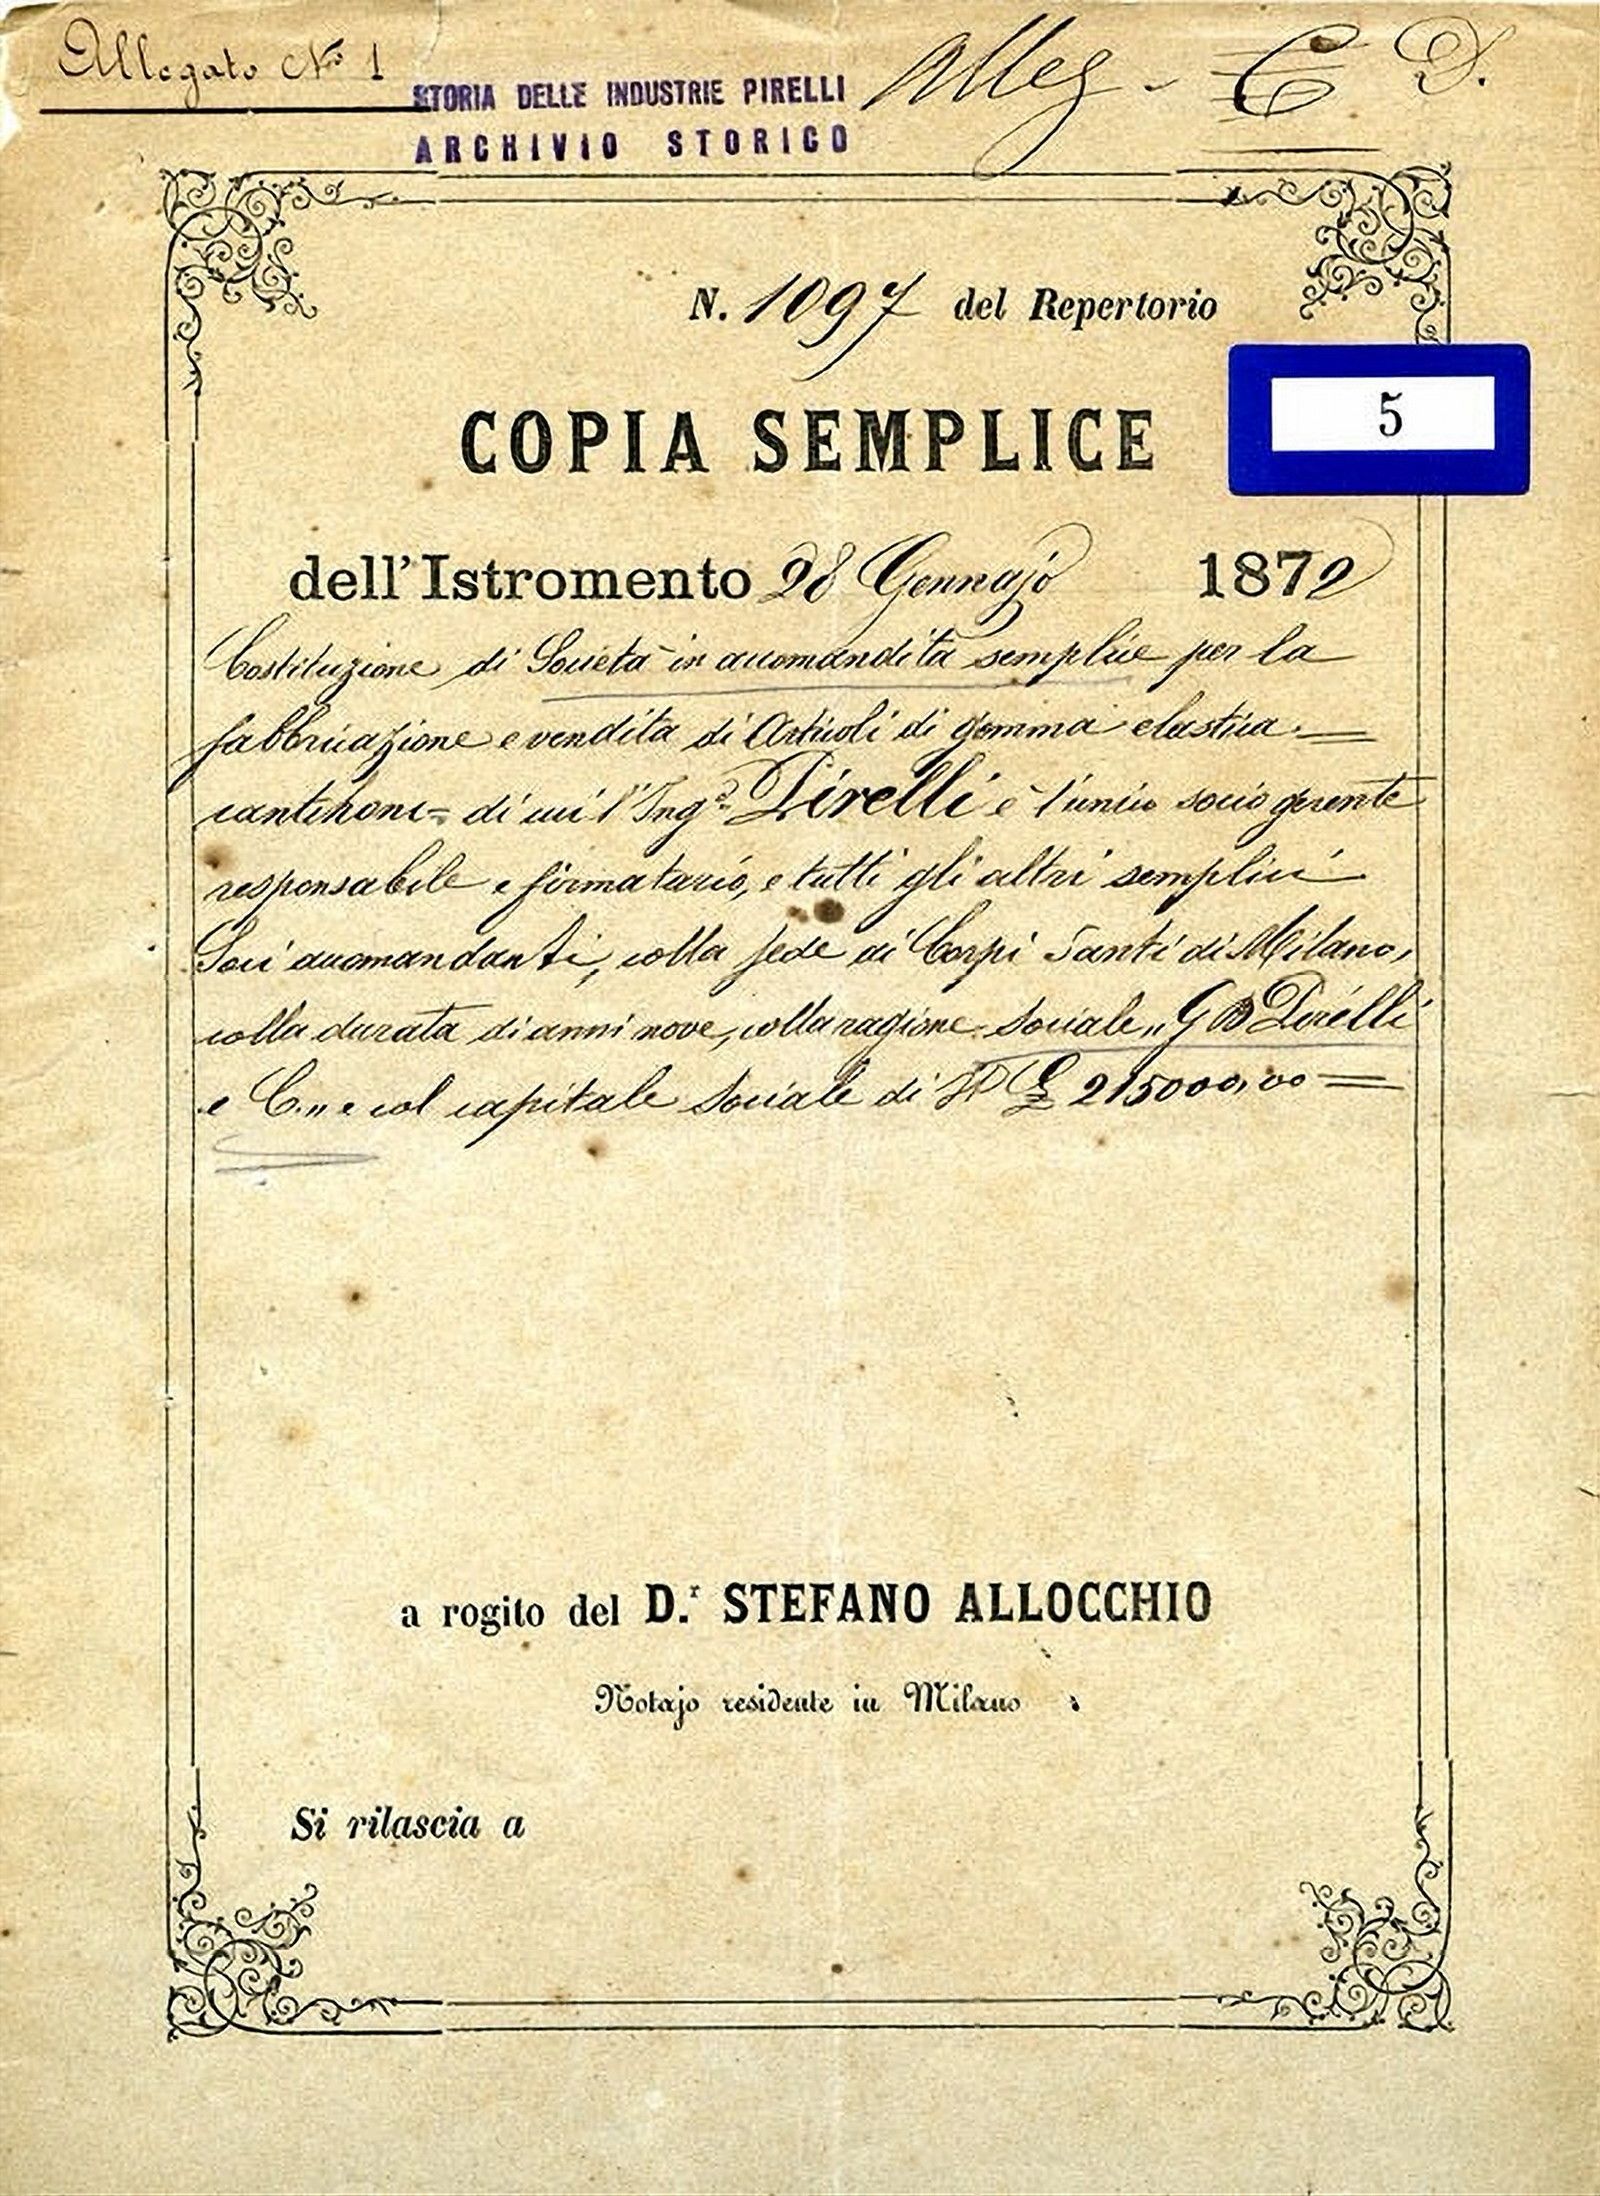 Allegato No 1
STORIA DELLE INDUSTRIE PIRELLI
ARCHIVIO STORICO
Alleg - C D.
N. 1097 del Repertorio
5
COPIA SEMPLICE
dell'Istromento 28 Gennajo 1872
Costituzione di Società in accomandita semplice per la
fabbricazione e vendita di Articoli di gomma elastica.=
cantchonc= di cui l'Ing.e Pirelli è l'unico socio gerente
responsabile e firmatario, e tutti gli altri semplici
Soci accomandanti, colla sede ai Corpi Santi di Milano,
colla durata di anni nove, colla ragione sociale „G B Pirelli
e C.„ e col capitale sociale di £ 215000,00=
a rogito del D.r STEFANO ALLOCCHIO
Notajo residente in Milano
Si rilascia a